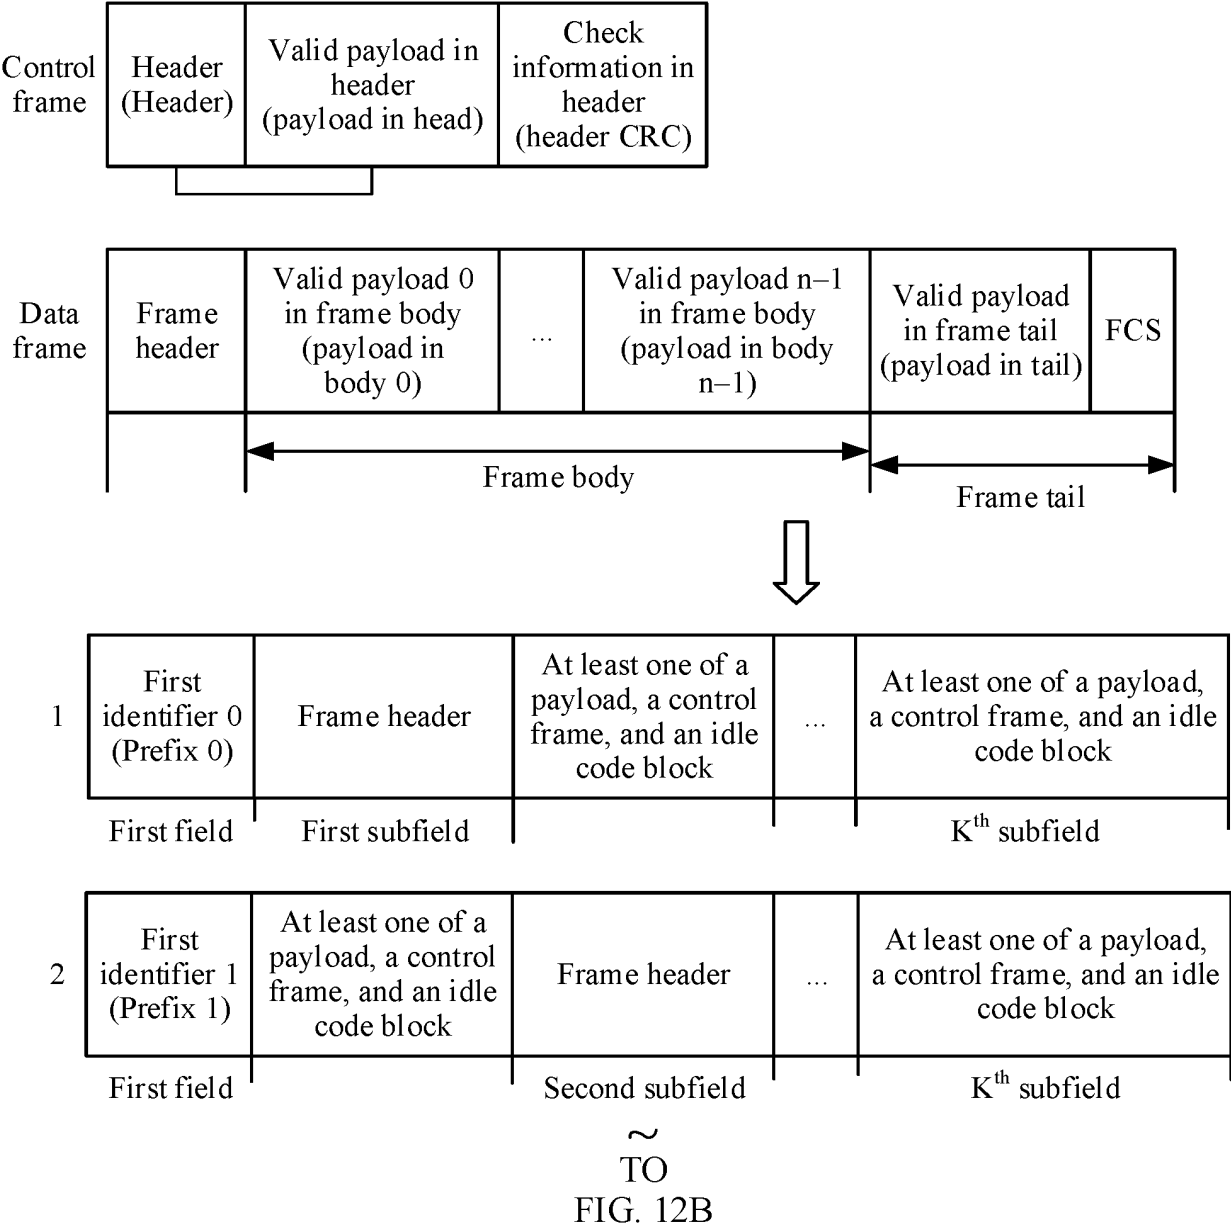 Control
frame
Header
(Header)
Valid payload in
header
(payload in head)
Check
information in
header
(header CRC)
Data
frame
Frame
header
Valid payload 0
in frame body
(payload in
body 0)
...
Valid payload n–1
in frame body
(payload in body
n–1)
Valid payload
in frame tail
(payload in tail)
FCS
Frame body
Frame tail
1
First
identifier 0
(Prefix 0)
Frame header
At least one of a
payload, a control
frame, and an idle
code block
...
At least one of a payload,
a control frame, and an idle
code block
First field
First subfield
Kth subfield
2
First
identifier 1
(Prefix 1)
At least one of a
payload, a control
frame, and an idle
code block
Frame header
...
At least one of a payload,
a control frame, and an idle
code block
First field
Second subfield
Kth subfield
~
TO
FIG. 12B